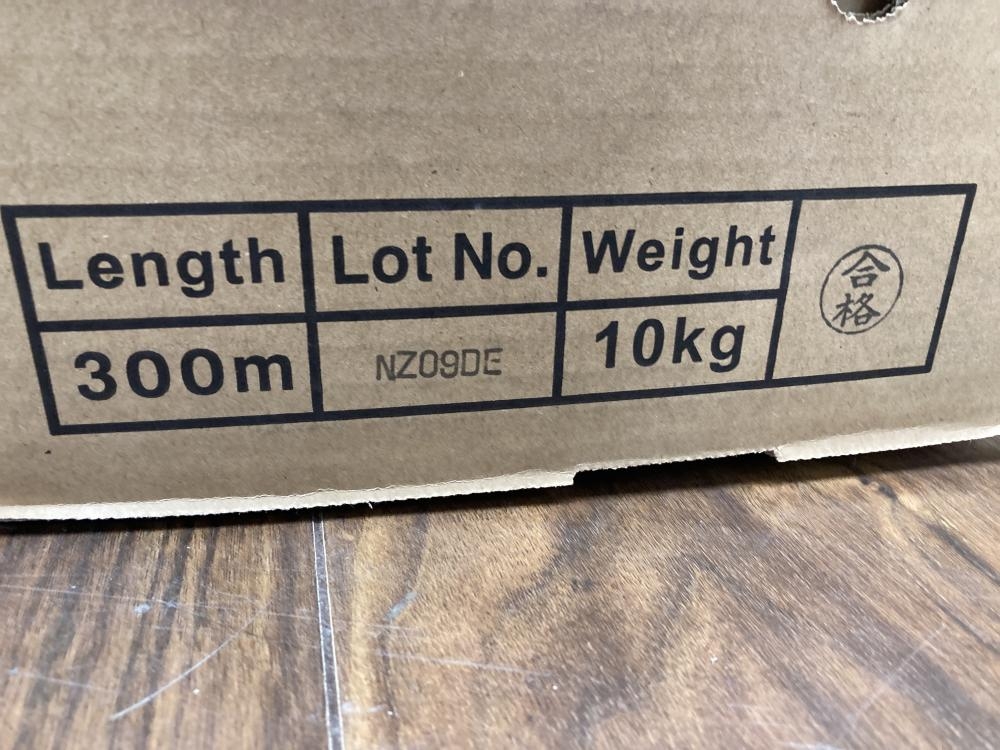 Length Lot No. Weight
300m NZ09DE 10kg
合格